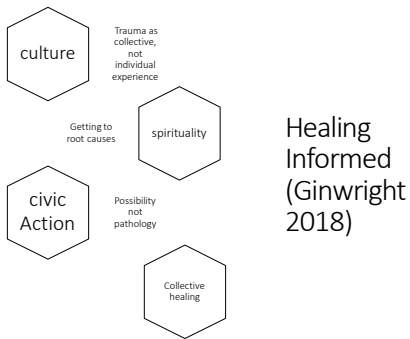 culture
Trauma as
collective,
not
individual
experience
Getting to
root causes
spirituality
civic
Action
Possibility
not
pathology
Collective
healing
Healing
Informed
(Ginwright
2018)